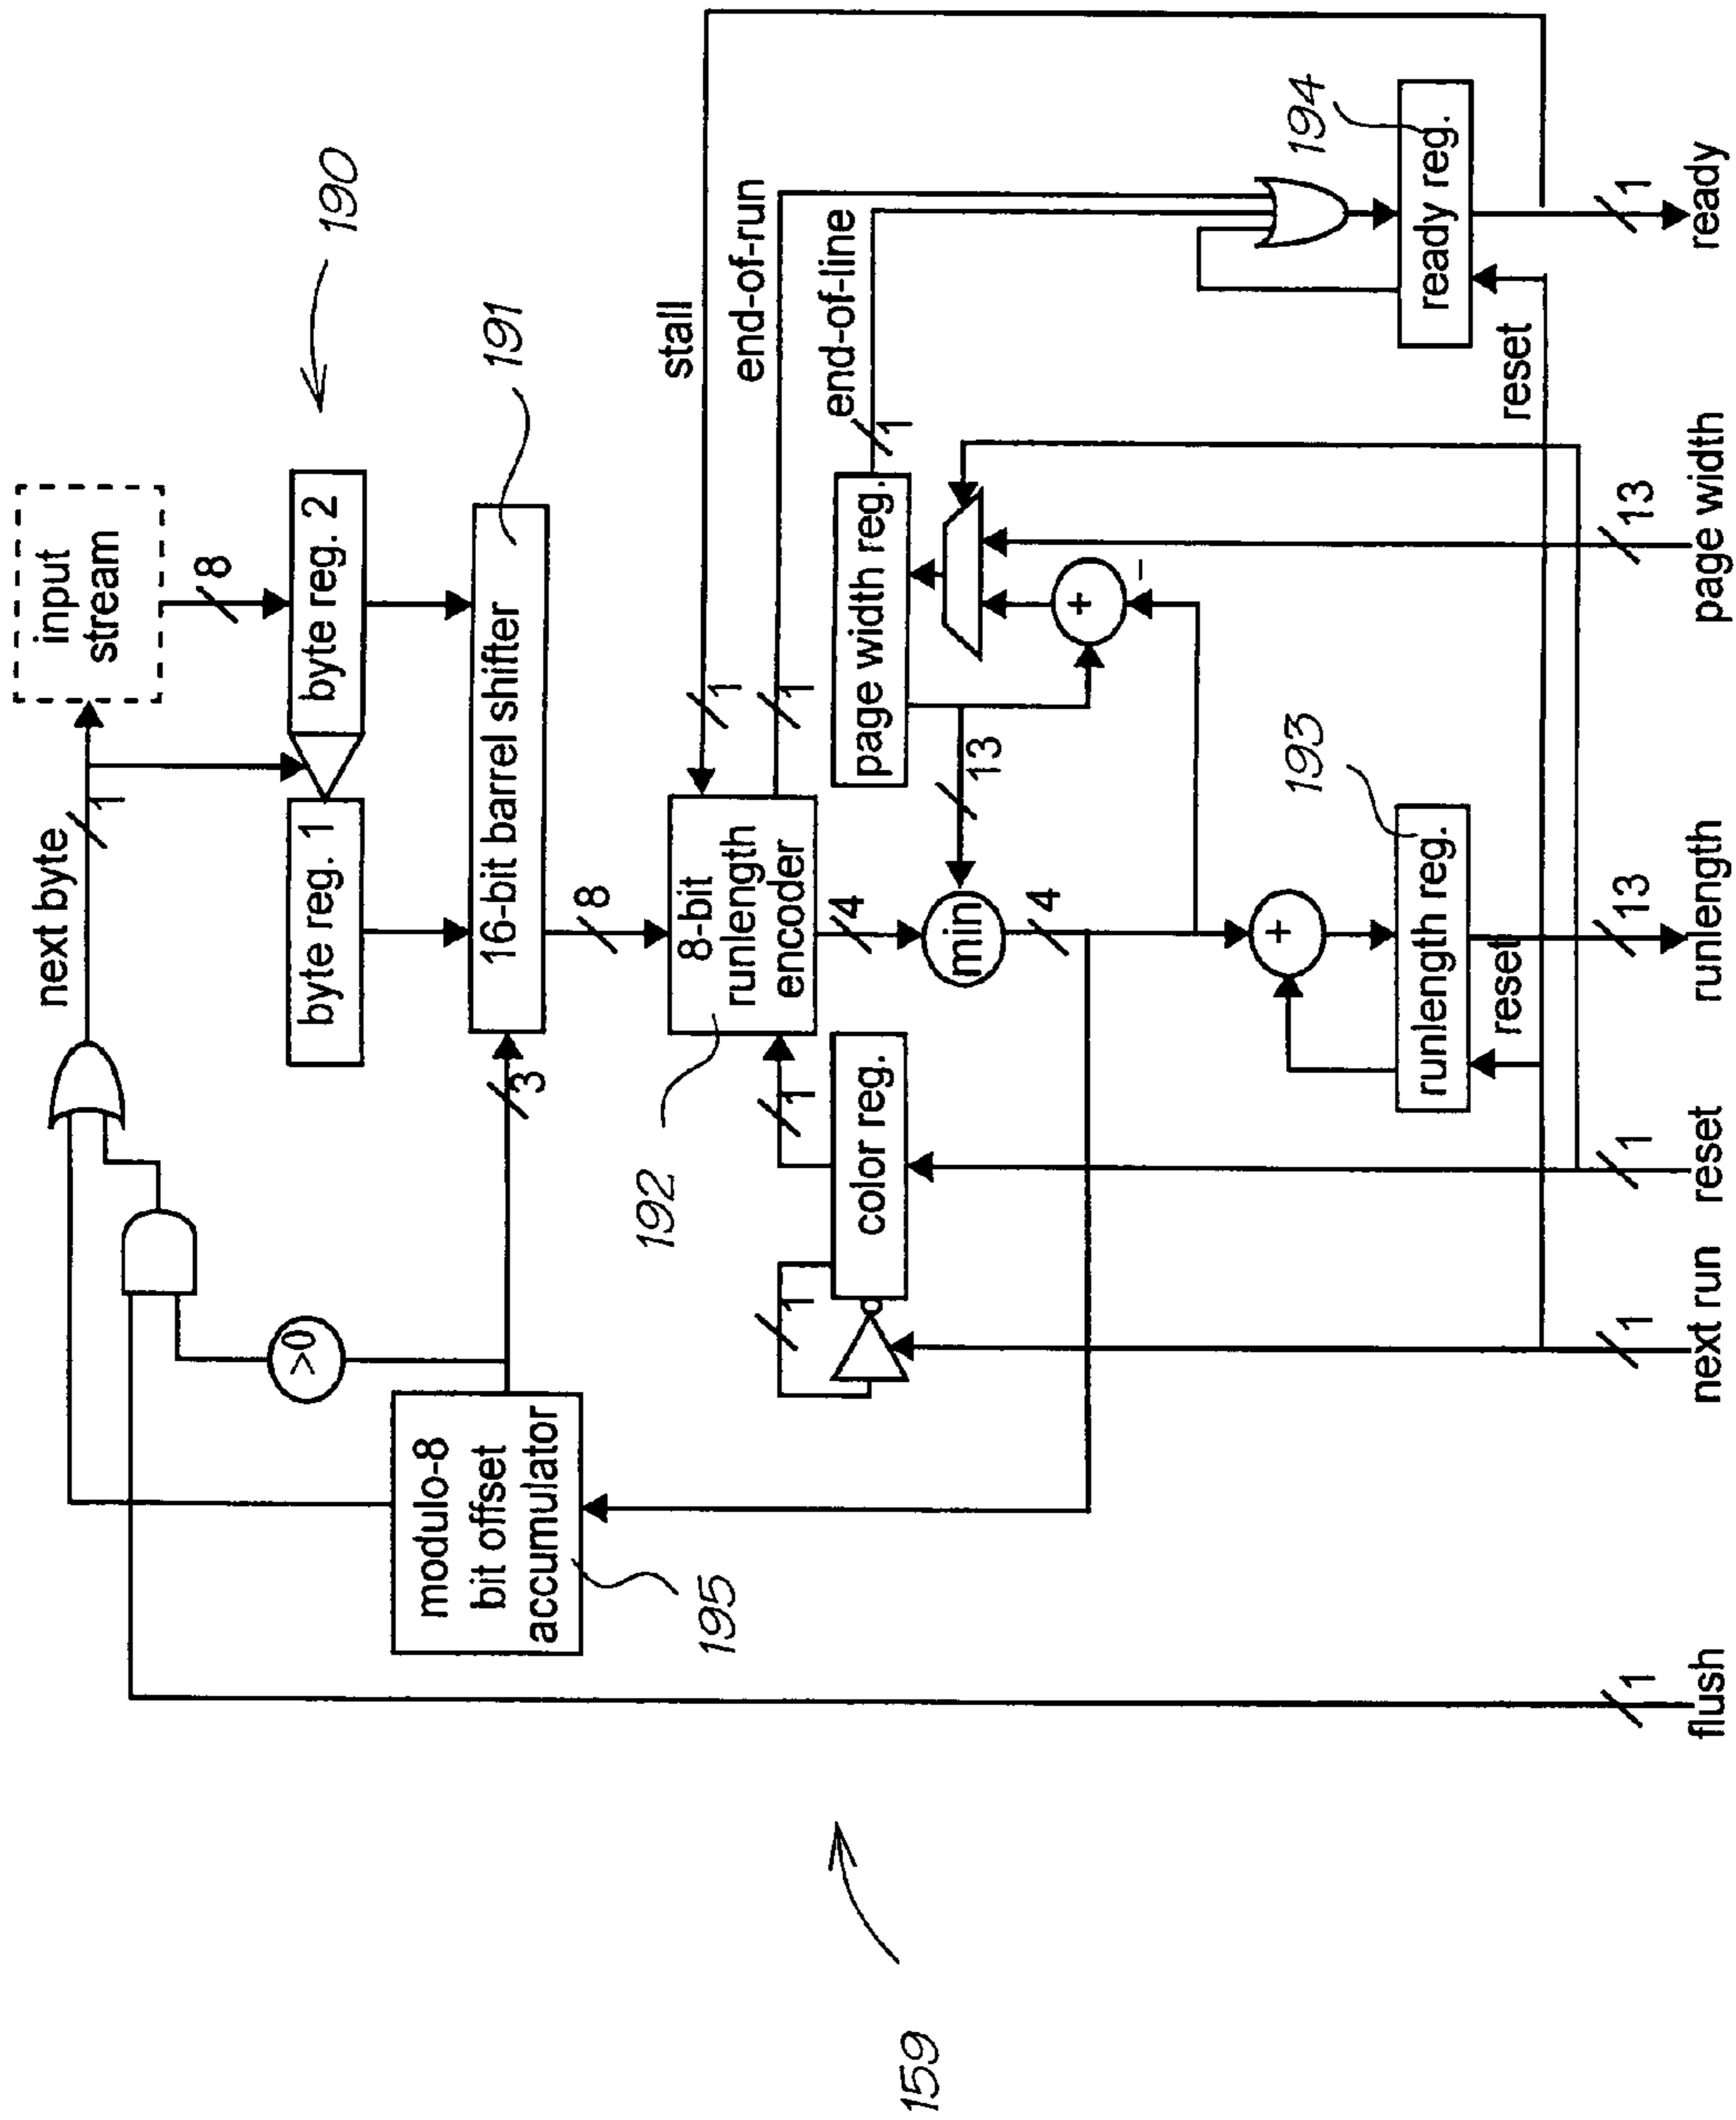 next byte
1
input
stream
8
190
byte reg. 1
byte reg. 2
191
16-bit barrel shifter
3
>0
modulo-8
bit offset
accumulator
195
8
stall
1
end-of-run
1
end-of-line
1
192
8-bit
runlength
encoder
4
1
color reg.
1
page width reg.
13
min
4
+
−
+
193
runlength reg.
reset
194
ready reg.
reset
1
flush
1
next run
1
reset
13
runlength
13
page width
1
ready
159